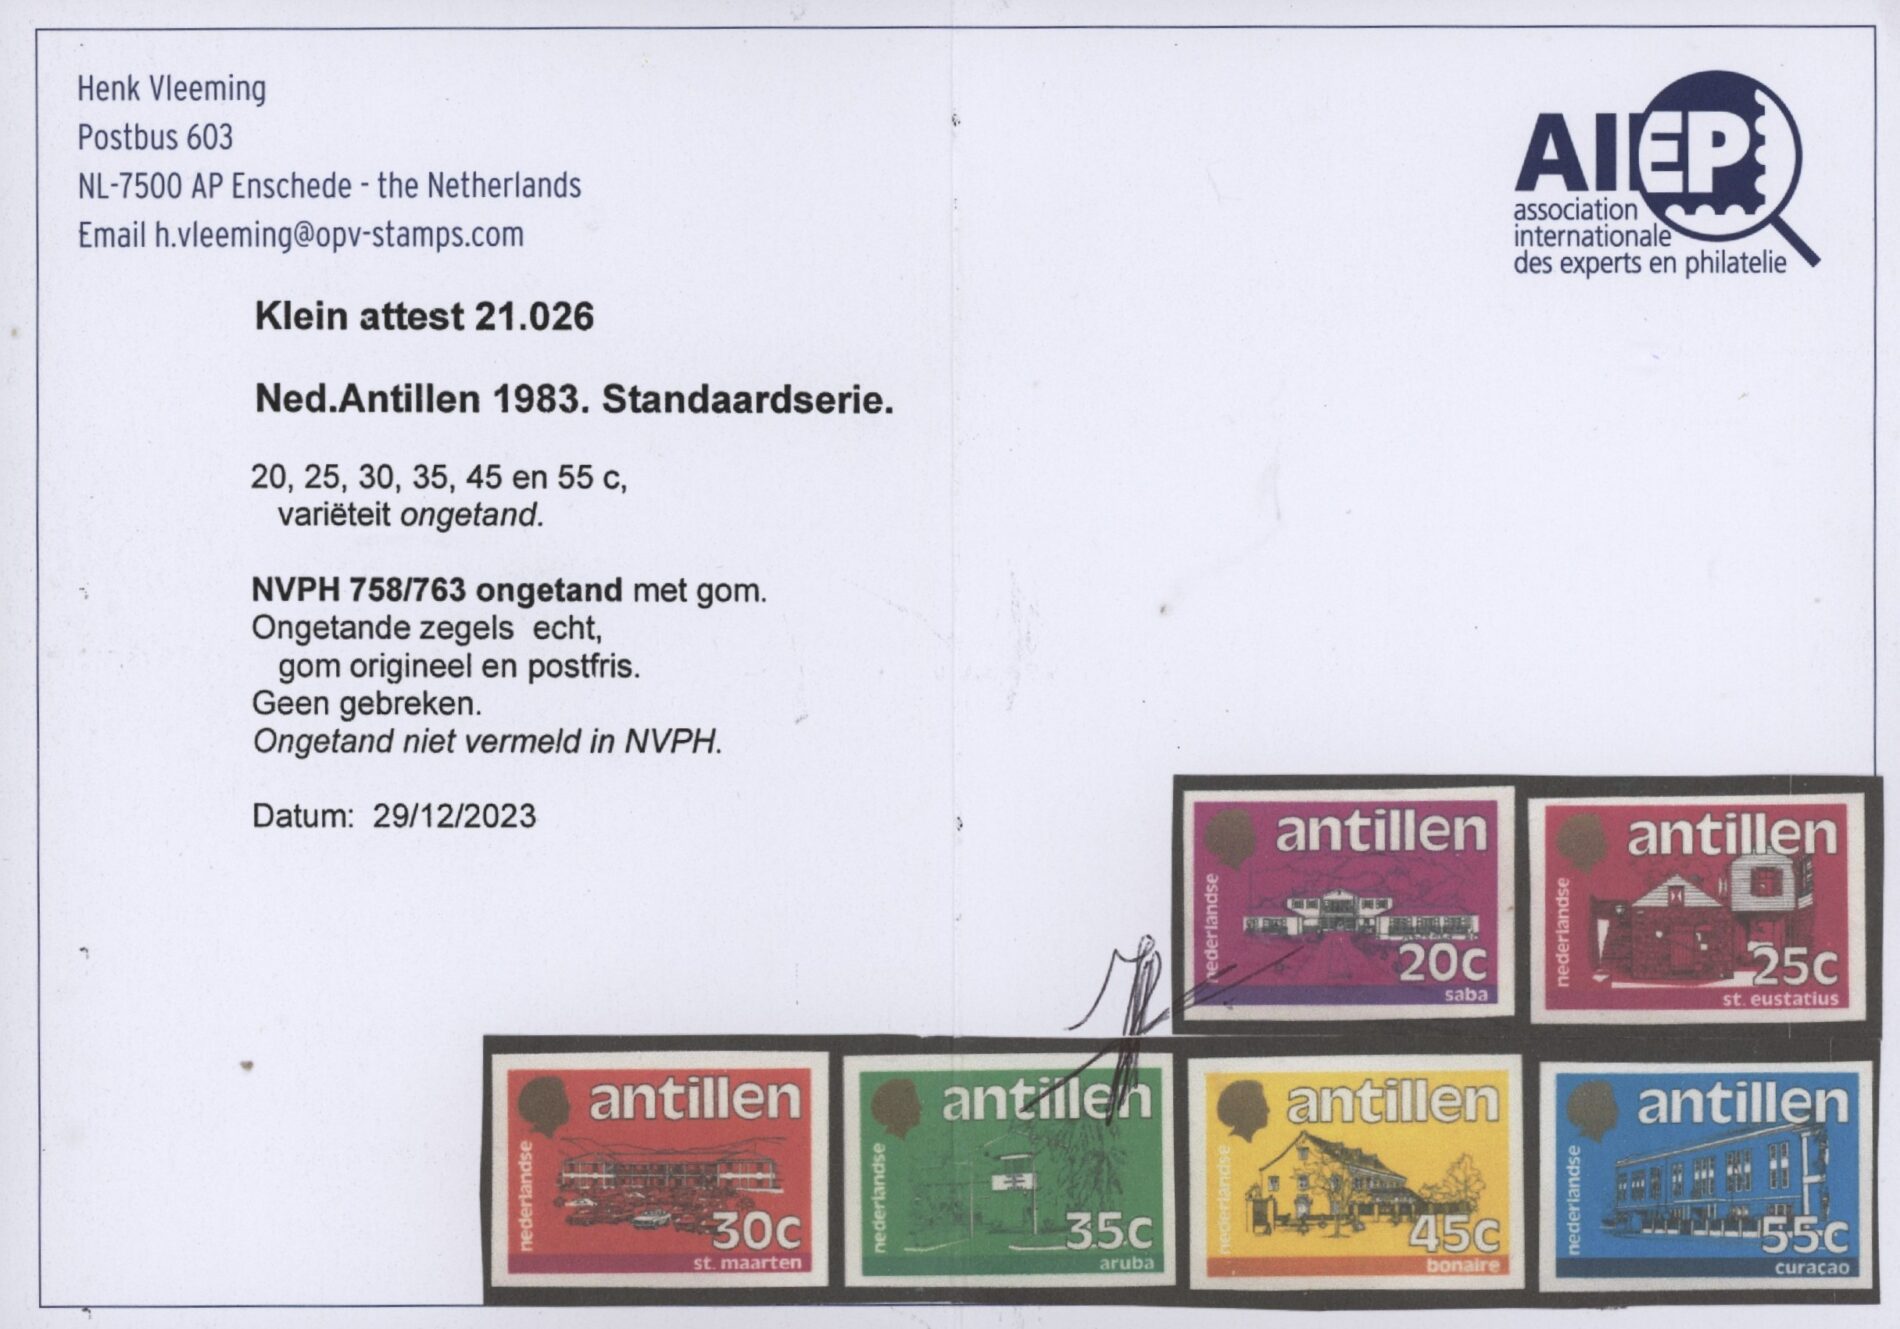 Henk Vleeming
Postbus 603
NL-7500 AP Enschede - the Netherlands
Email h.vleeming@opv-stamps.com
AIEP
association
internationale
des experts en philatelie
Klein attest 21.026
Ned.Antillen 1983. Standaardserie.
20, 25, 30, 35, 45 en 55 c,
variëteit ongetand.
NVPH 758/763 ongetand met gom.
Ongetande zegels echt,
gom origineel en postfris.
Geen gebreken.
Ongetand niet vermeld in NVPH.
Datum: 29/12/2023
antillen
nederlandse
20c
saba
antillen
nederlandse
25c
st. eustatius
antillen
nederlandse
30c
st. maarten
antillen
nederlandse
35c
aruba
antillen
nederlandse
45c
bonaire
antillen
nederlandse
55c
curaçao